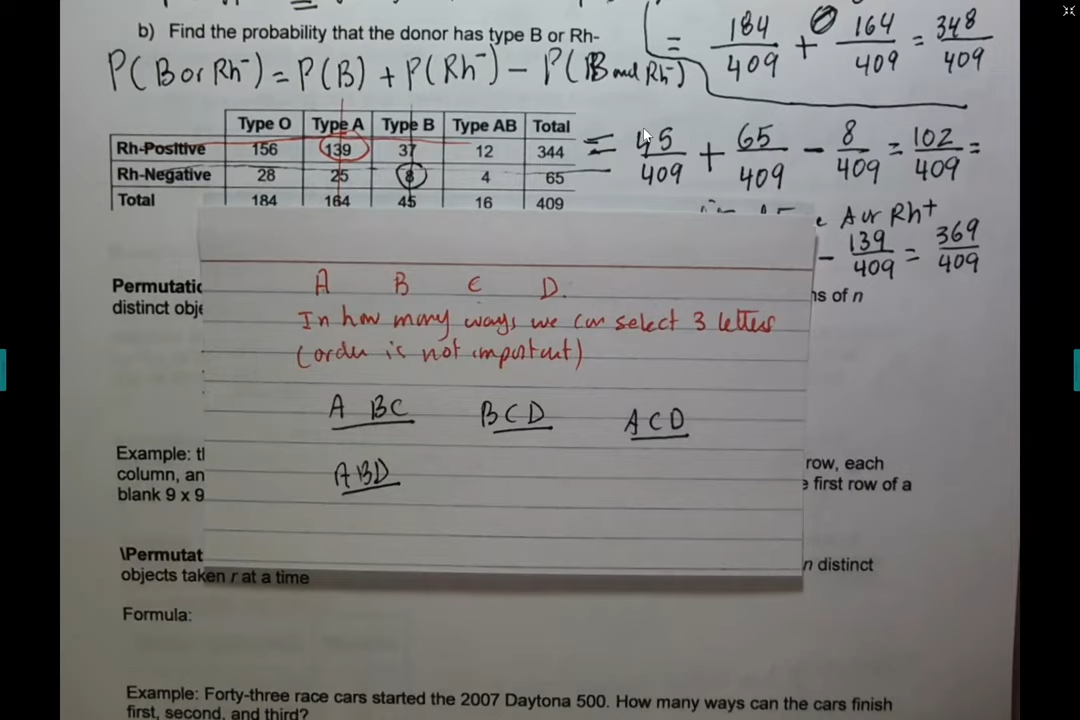 = 184/409 + 0 164/409 = 348/409
b) Find the probability that the donor has type B or Rh-
P(B or Rh⁻) = P(B) + P(Rh⁻) - P(B and Rh⁻)
Type O Type A Type B Type AB Total
Rh-Positive 156 139 37 12 344
Rh-Negative 28 25 8 4 65
Total 184 164 45 16 409
= 45/409 + 65/409 - 8/409 = 102/409 =
A or Rh+
- 139/409 = 369/409
A B C D.
In how many ways we can select 3 letters
(order is not important)
A BC BCD ACD
ABD
distinct
ns of n
Example:
row, each
column, an
first row of a
blank 9 x 9
n distinct
objects taken r at a time
Formula:
Example: Forty-three race cars started the 2007 Daytona 500. How many ways can the cars finish
first, second, and third?